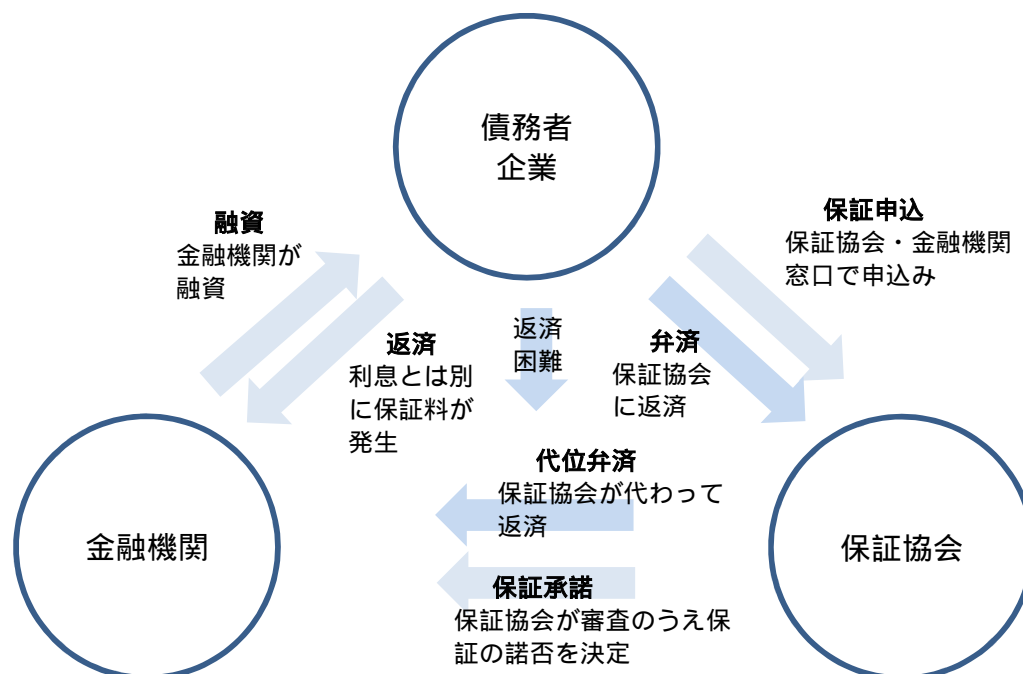 債務者
企業
融資
金融機関が
融資
保証申込
保証協会・金融機関
窓口で申込み
返済
利息とは別
に保証料が
発生
返済
困難
弁済
保証協会
に返済
代位弁済
保証協会が代わって
返済
金融機関
保証協会
保証承諾
保証協会が審査のうえ保
証の諾否を決定